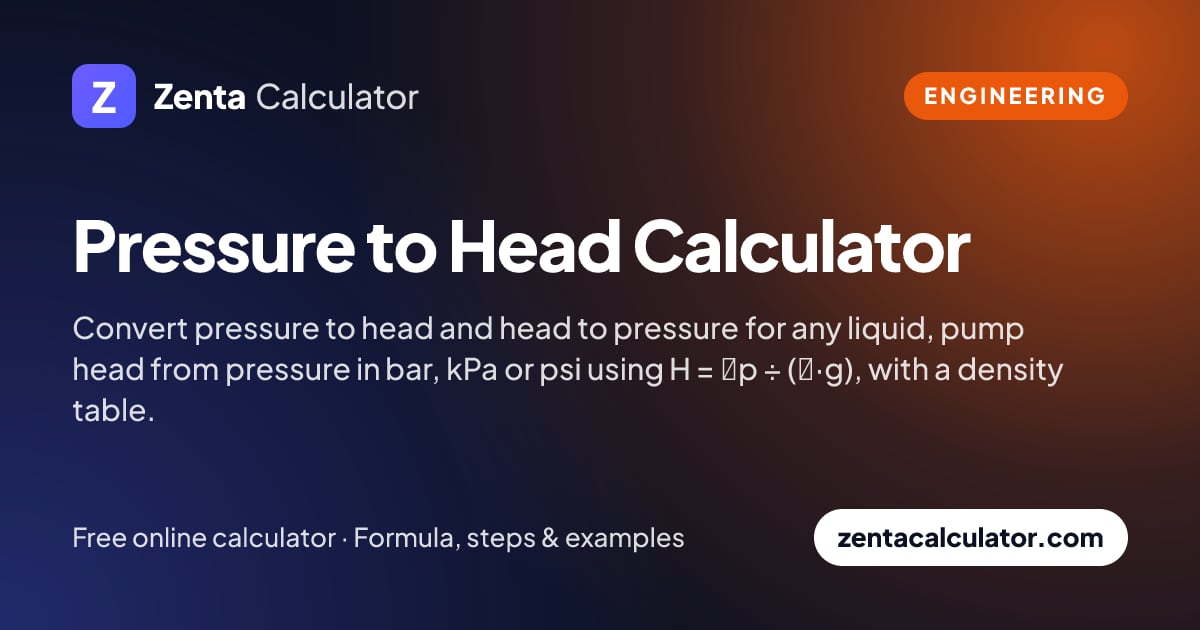 Z
Zenta Calculator
ENGINEERING
Pressure to Head Calculator
Convert pressure to head and head to pressure for any liquid, pump
head from pressure in bar, kPa or psi using H = ▯p ÷ (▯·g), with a density
table.
Free online calculator · Formula, steps & examples
zentacalculator.com